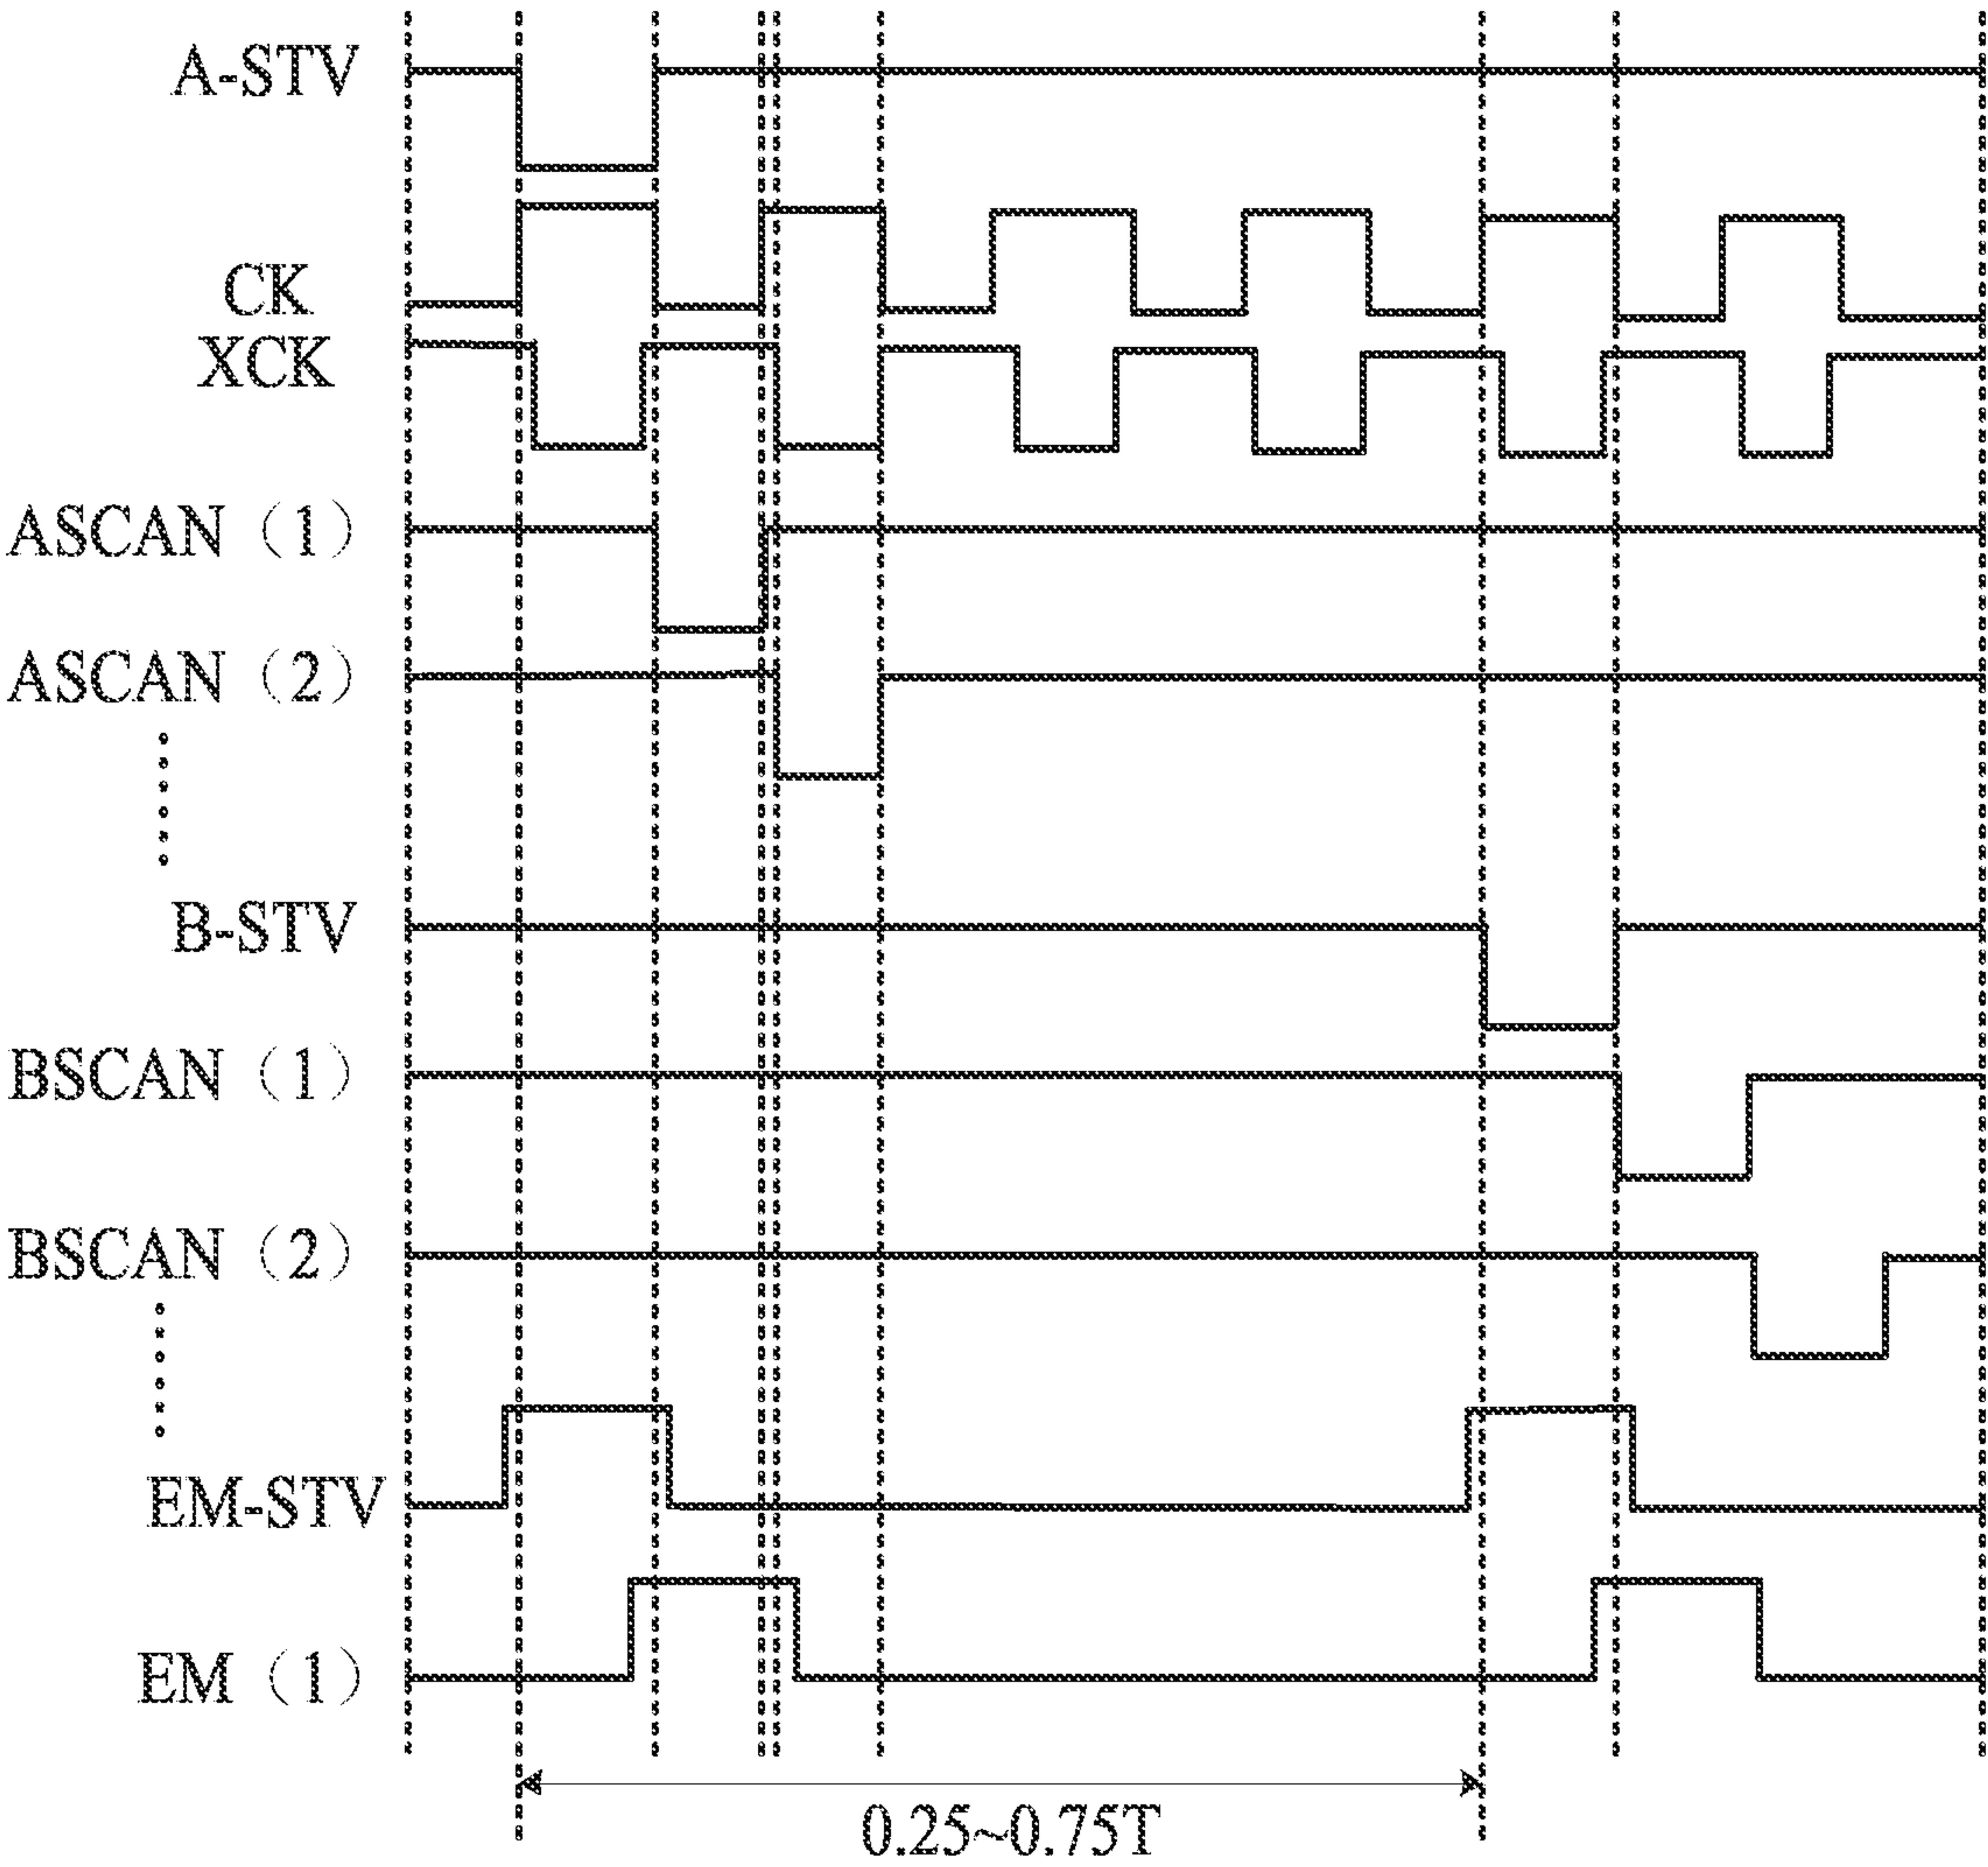 A-STV
CK
XCK
ASCAN（1）
ASCAN（2）
B-STV
BSCAN（1）
BSCAN（2）
EM-STV
EM（1）
0.25~0.75T